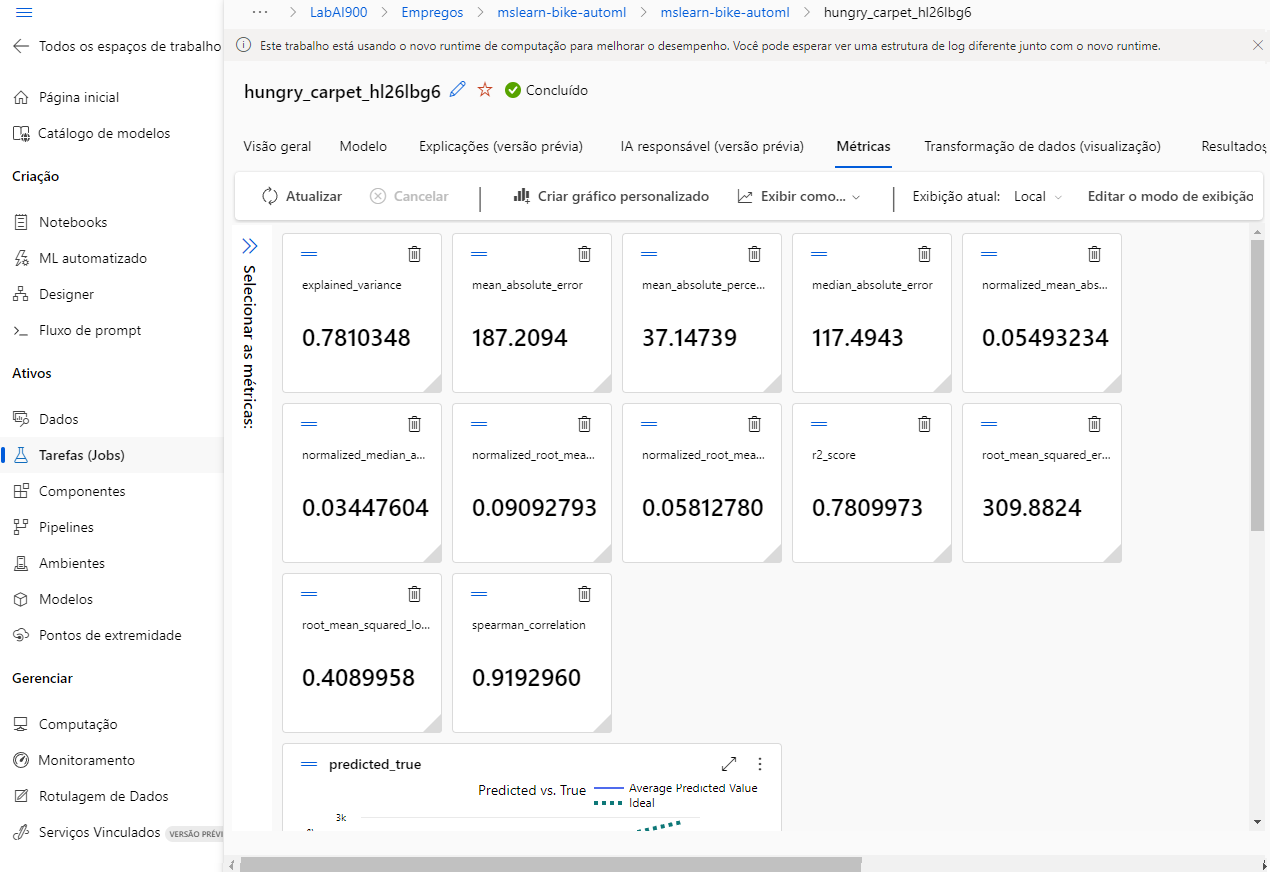 ··· > LabAI900 > Empregos > mslearn-bike-automl > mslearn-bike-automl > hungry_carpet_hl26lbg6
Todos os espaços de trabalho
Este trabalho está usando o novo runtime de computação para melhorar o desempenho. Você pode esperar ver uma estrutura de log diferente junto com o novo runtime.
hungry_carpet_hl26lbg6 Concluído
Página inicial
Catálogo de modelos
Criação
Notebooks
ML automatizado
Designer
Fluxo de prompt
Ativos
Dados
Tarefas (Jobs)
Componentes
Pipelines
Ambientes
Modelos
Pontos de extremidade
Gerenciar
Computação
Monitoramento
Rotulagem de Dados
Serviços Vinculados VERSÃO PRÉVI
Visão geral Modelo Explicações (versão prévia) IA responsável (versão prévia) Métricas Transformação de dados (visualização) Resultados
Atualizar Cancelar Criar gráfico personalizado Exibir como... Exibição atual: Local Editar o modo de exibição
Selecionar as métricas:
explained_variance mean_absolute_error mean_absolute_perce... median_absolute_error normalized_mean_abs...
0.7810348 187.2094 37.14739 117.4943 0.05493234
normalized_median_a... normalized_root_mea... normalized_root_mea... r2_score root_mean_squared_er...
0.03447604 0.09092793 0.05812780 0.7809973 309.8824
root_mean_squared_lo... spearman_correlation
0.4089958 0.9192960
predicted_true
Predicted vs. True Average Predicted Value
Ideal
3k